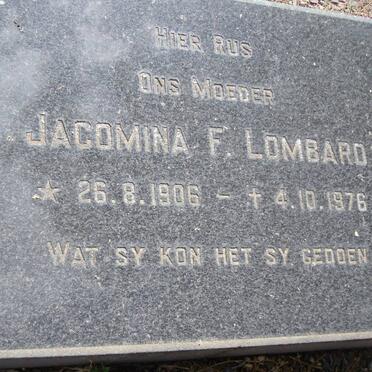 HIER RUS
ONS MOEDER
JACOMINA F. LOMBARD
★ 26.8.1906 – ✝ 4.10.1976
WAT SY KON HET SY GEDOEN